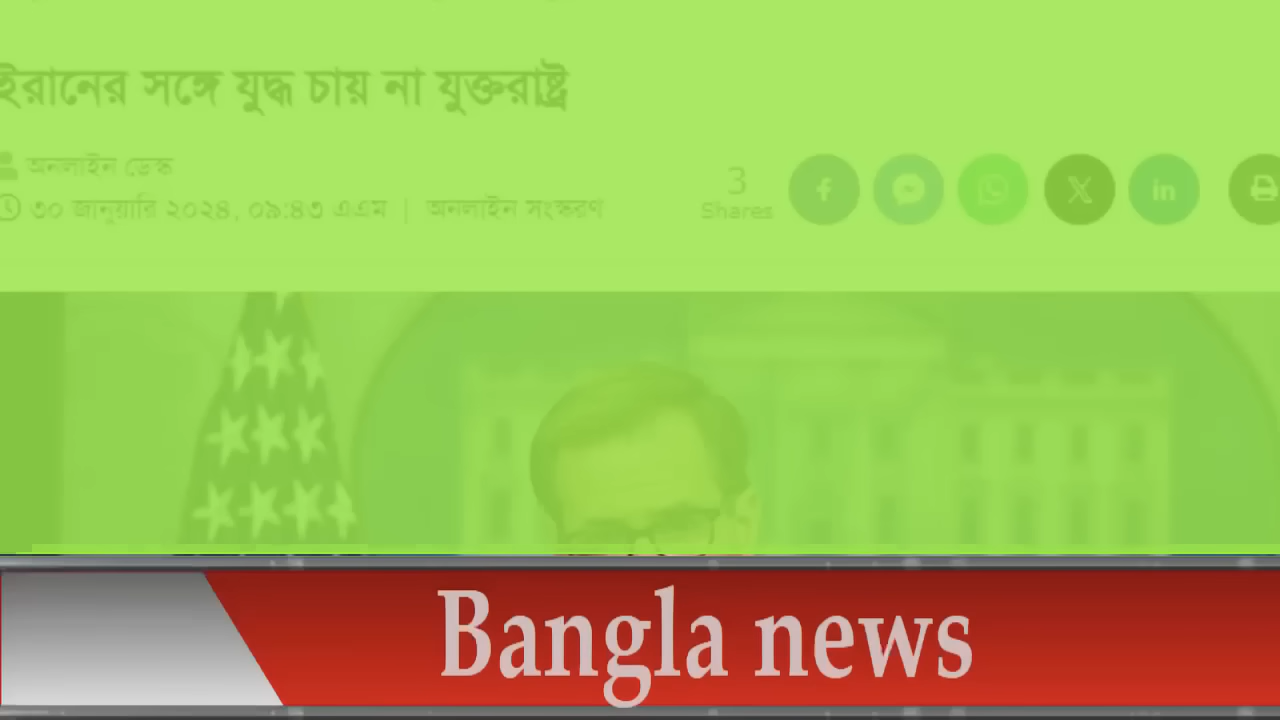 ইরানের সঙ্গে যুদ্ধ চায় না যুক্তরাষ্ট্র
অনলাইন ডেস্ক
৩০ জানুয়ারি ২০২৪, ০৯:৪৩ এএম | অনলাইন সংস্করণ
3
Shares
Bangla news